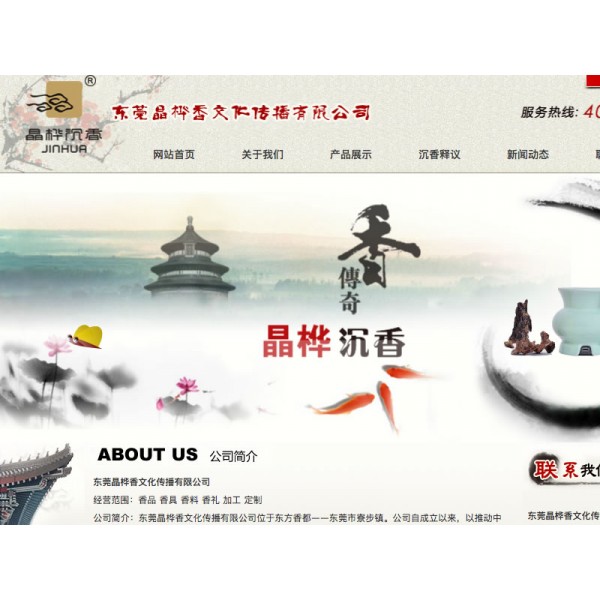 ®
晶桦沉香
JINHUA
东莞晶桦香文化传播有限公司
服务热线: 40
网站首页 关于我们 产品展示 沉香释议 新闻动态
香
傳奇
晶桦沉香
ABOUT US 公司简介
东莞晶桦香文化传播有限公司
经营范围：香品 香具 香料 香礼 加工 定制
公司简介：东莞晶桦香文化传播有限公司位于东方香都——东莞市寮步镇。公司自成立以来，以推动中
联系我们
东莞晶桦香文化传